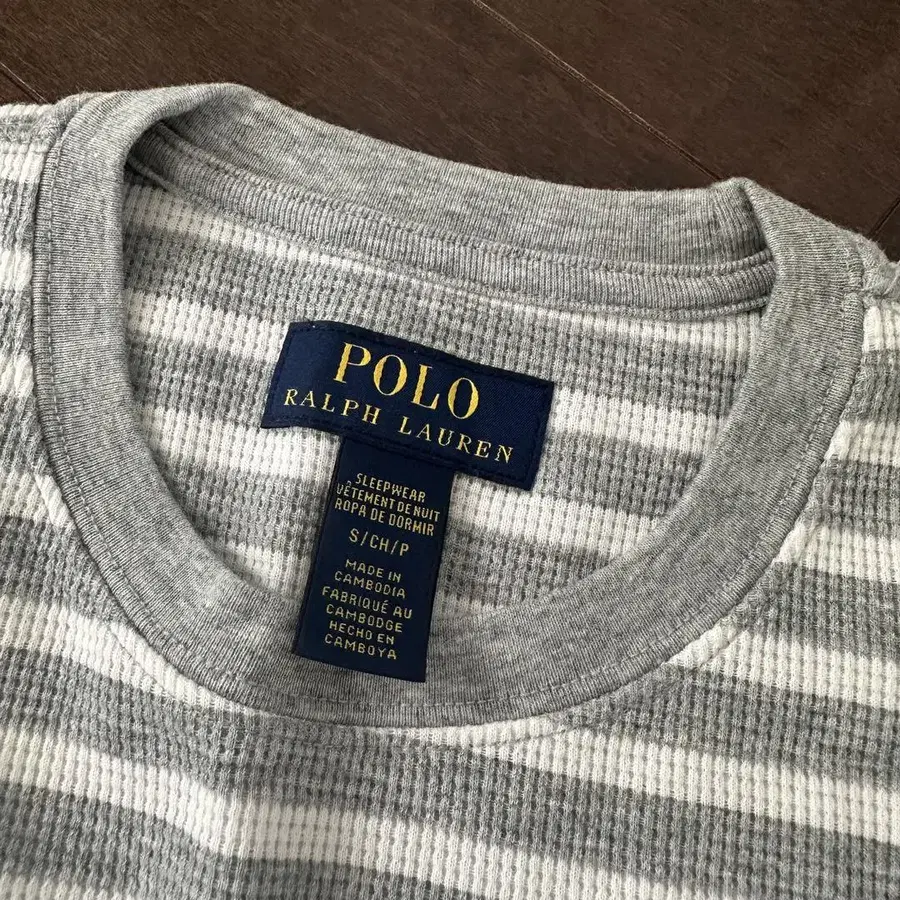 POLO
RALPH LAUREN
SLEEPWEAR
VÊTEMENT DE NUIT
ROPA DE DORMIR
S/CH/P
MADE IN
CAMBODIA
FABRIQUÉ AU
CAMBODGE
HECHO EN
CAMBOYA